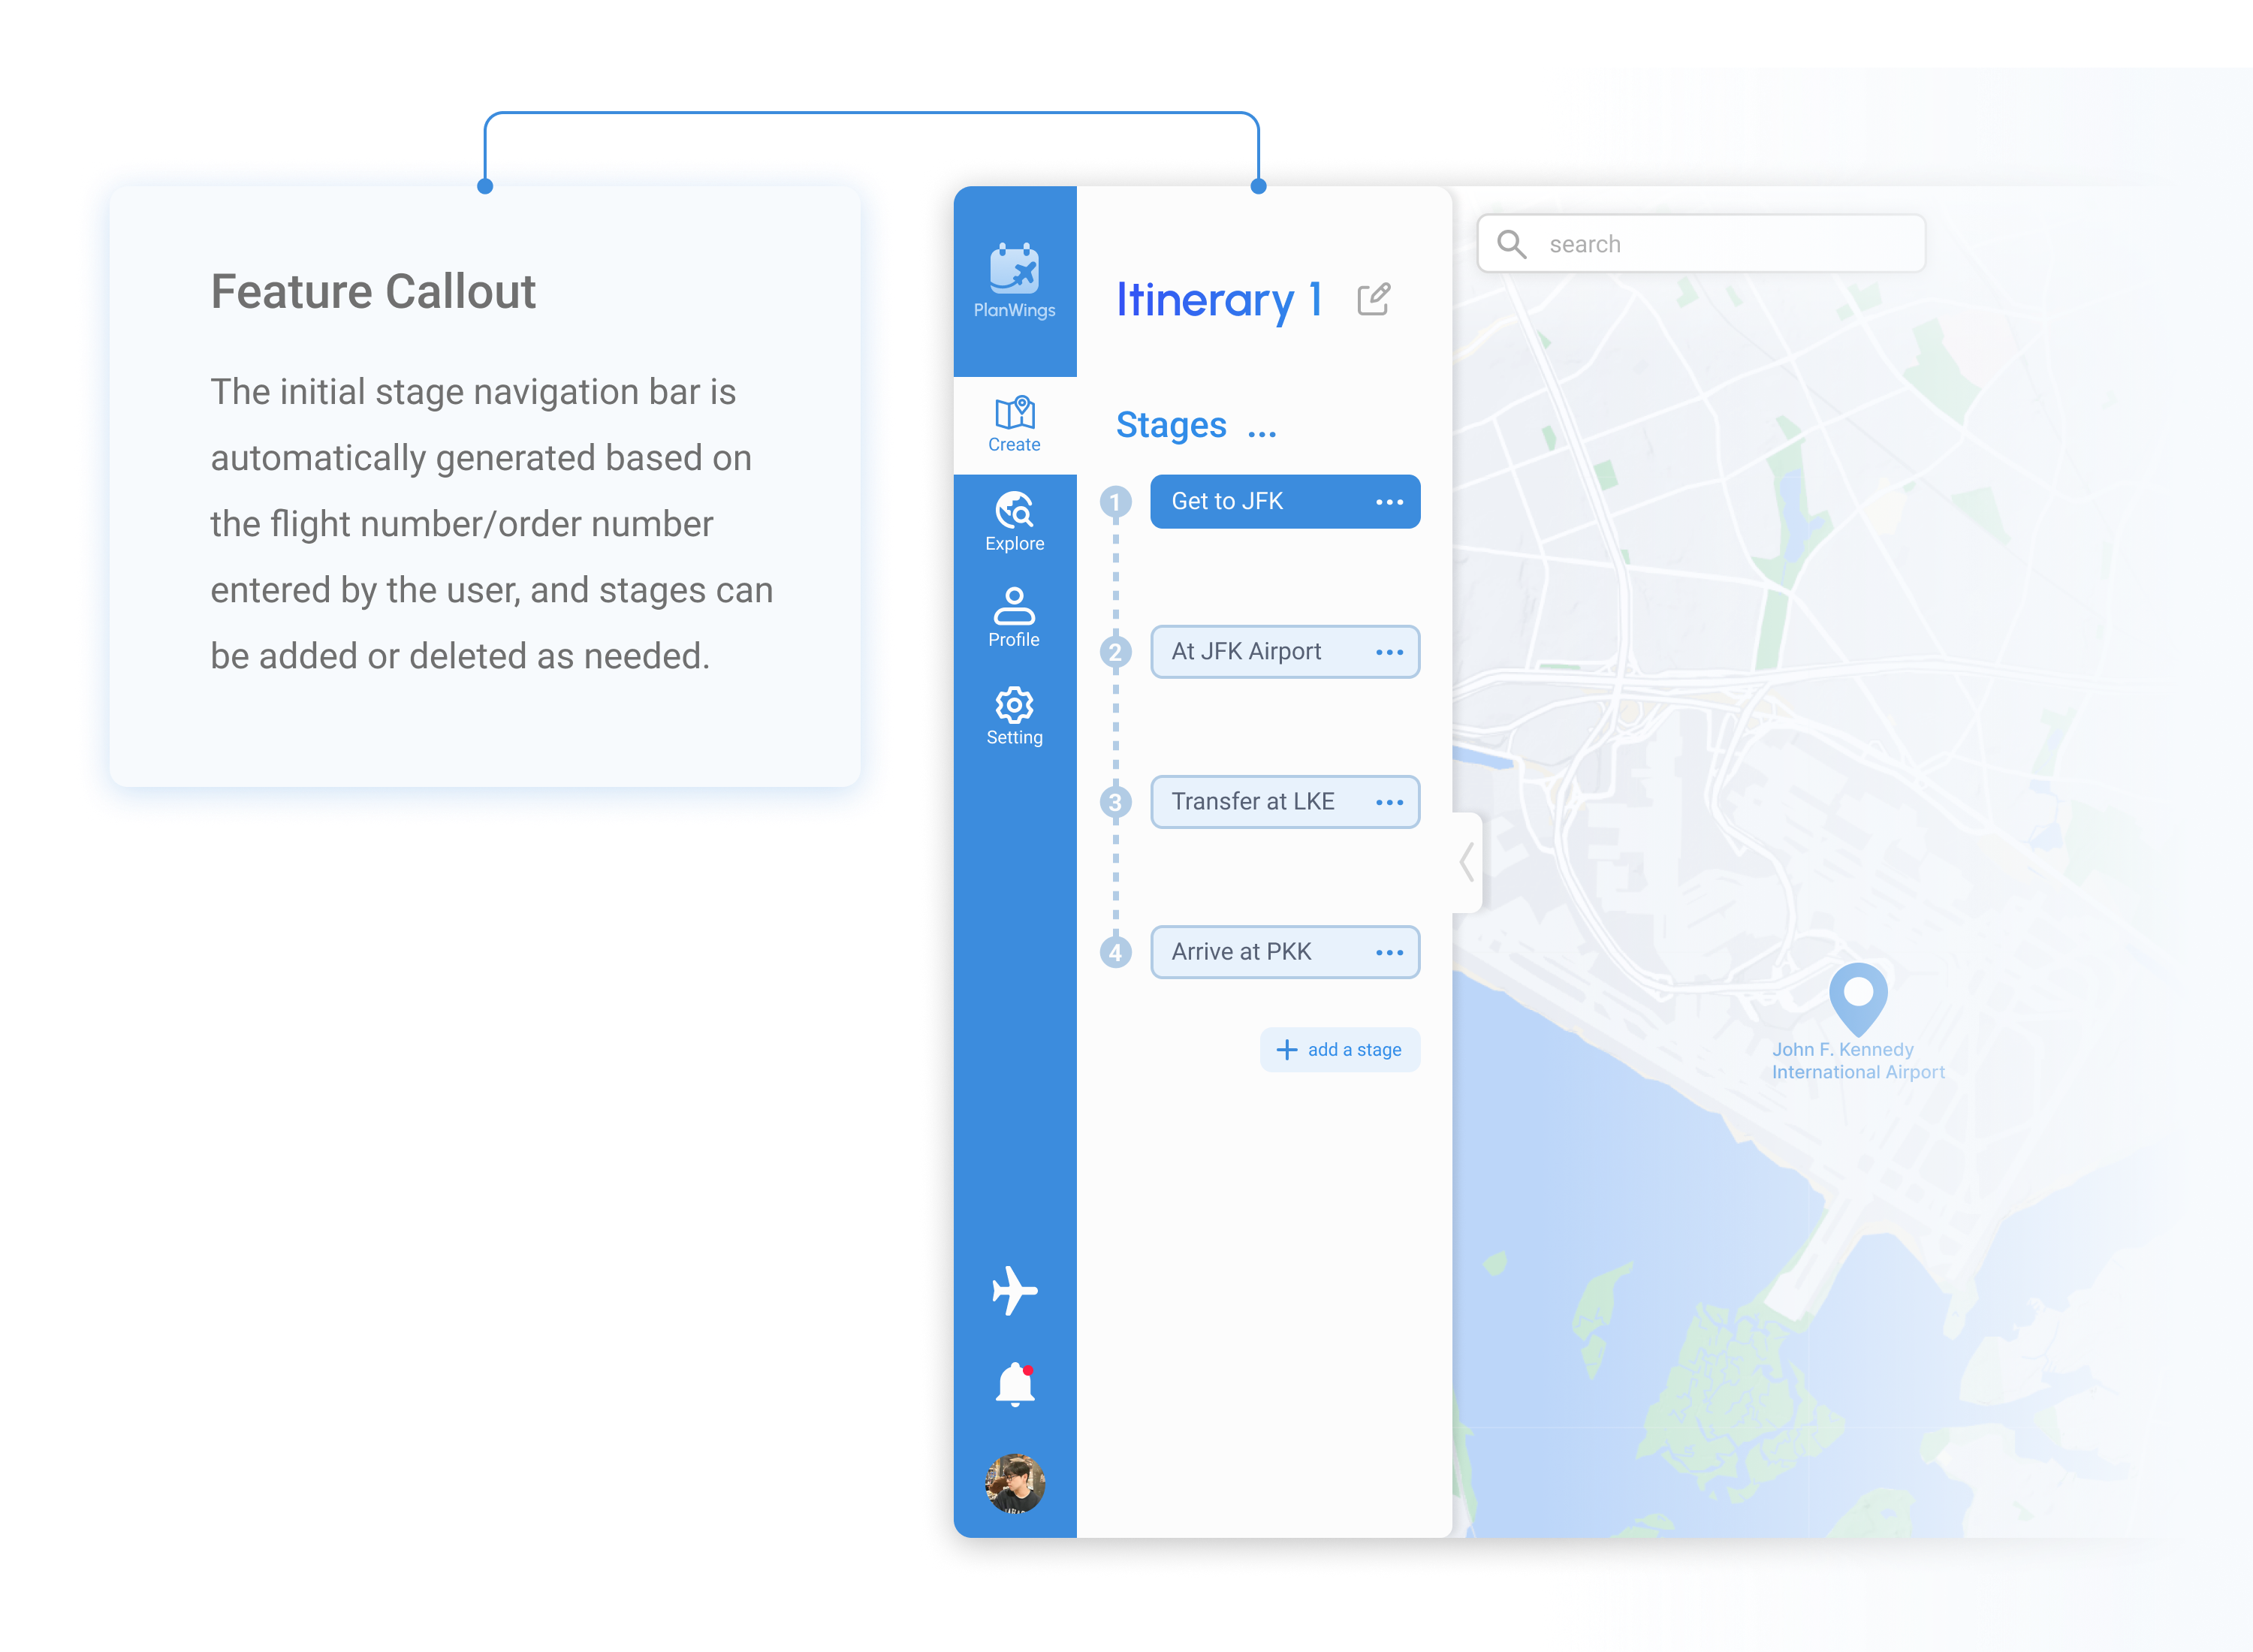 Feature Callout
The initial stage navigation bar is
automatically generated based on
the flight number/order number
entered by the user, and stages can
be added or deleted as needed.
PlanWings
Create
Explore
Profile
Setting
Itinerary 1
Stages ...
1 Get to JFK
2 At JFK Airport
3 Transfer at LKE
4 Arrive at PKK
add a stage
search
John F. Kennedy
International Airport